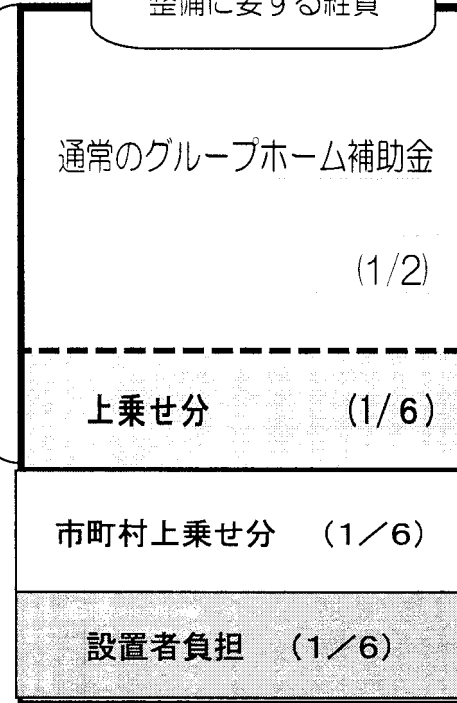 整備に要する経費
通常のグループホーム補助金
(1/2)
上乗せ分 (1/6)
市町村上乗せ分 (1/6)
設置者負担 (1/6)